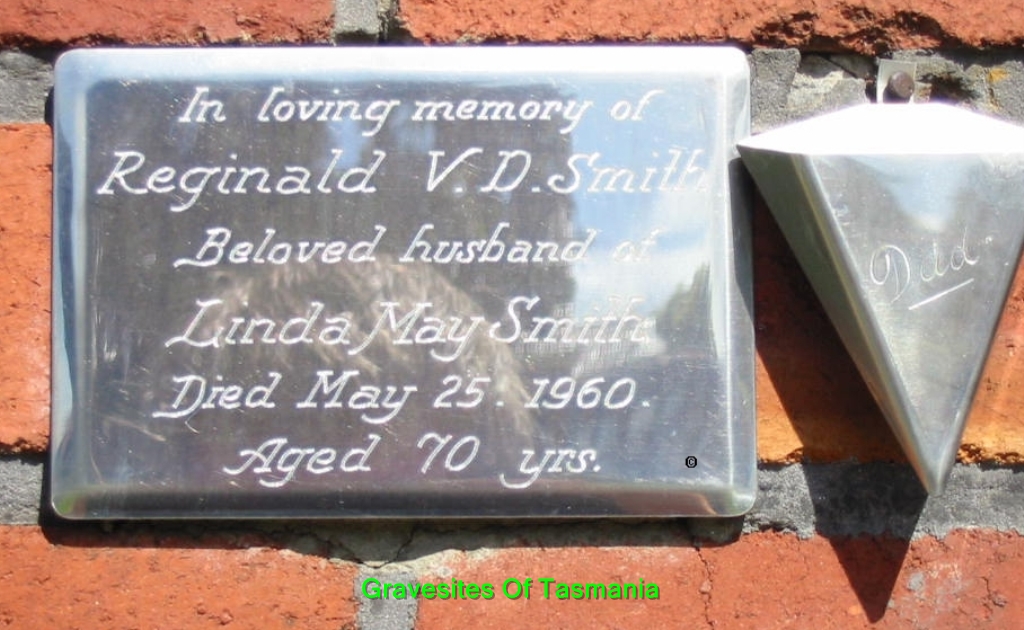 In loving memory of
Reginald V. D. Smith
Beloved husband of
Linda May Smith
Died May 25. 1960.
Aged 70 yrs.
©
Dad
Gravesites Of Tasmania